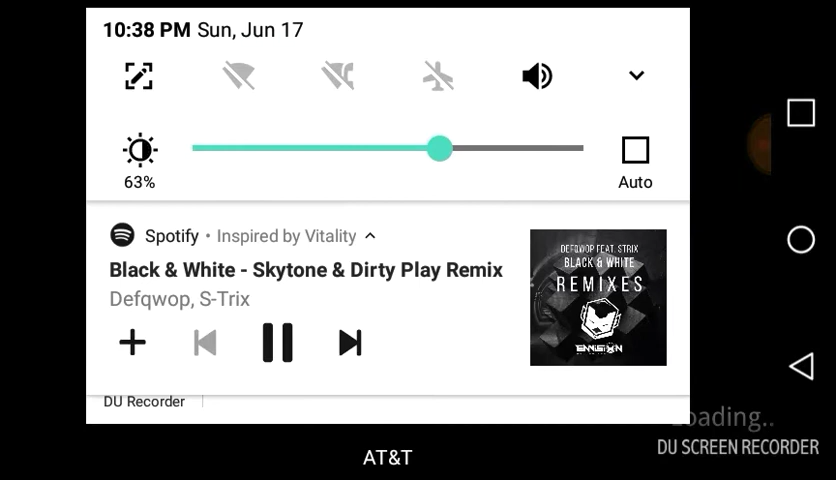 10:38 PM Sun, Jun 17
63%
Auto
Spotify • Inspired by Vitality
Black & White - Skytone & Dirty Play Remix
Defqwop, S-Trix
DEFQWOP FEAT. STRIX
BLACK & WHITE
REMIXES
DU Recorder
Loading..
DU SCREEN RECORDER
AT&T